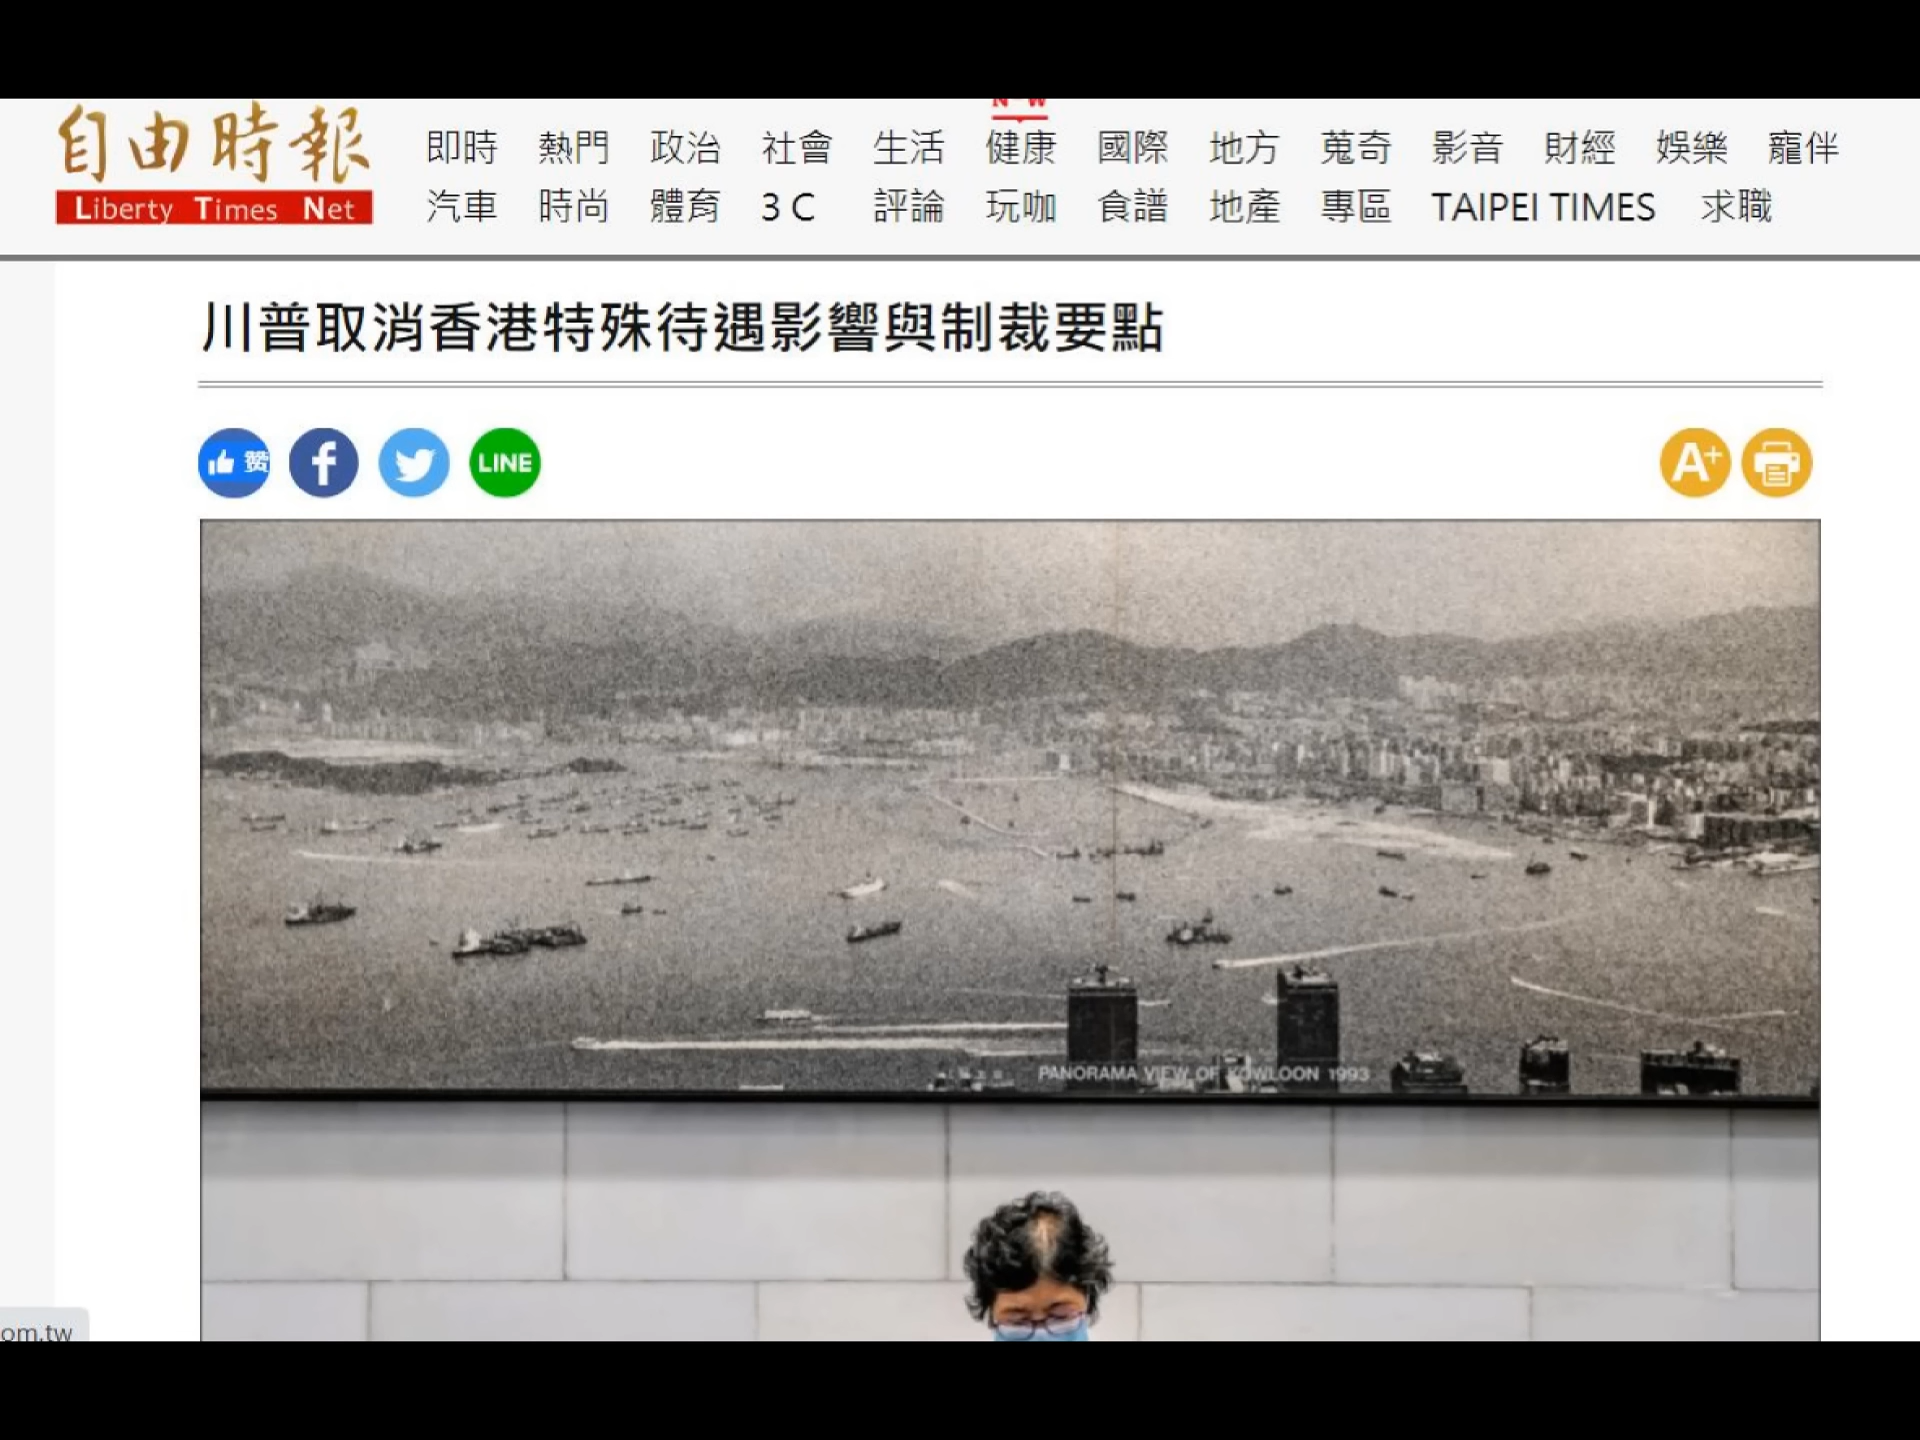 自由時報
Liberty Times Net
即時 熱門 政治 社會 生活 健康 國際 地方 蒐奇 影音 財經 娛樂 寵伴
汽車 時尚 體育 3C 評論 玩咖 食譜 地產 專區 TAIPEI TIMES 求職
川普取消香港特殊待遇影響與制裁要點
赞 f LINE A+
PANORAMA VIEW OF KOWLOON 1993
om.tw